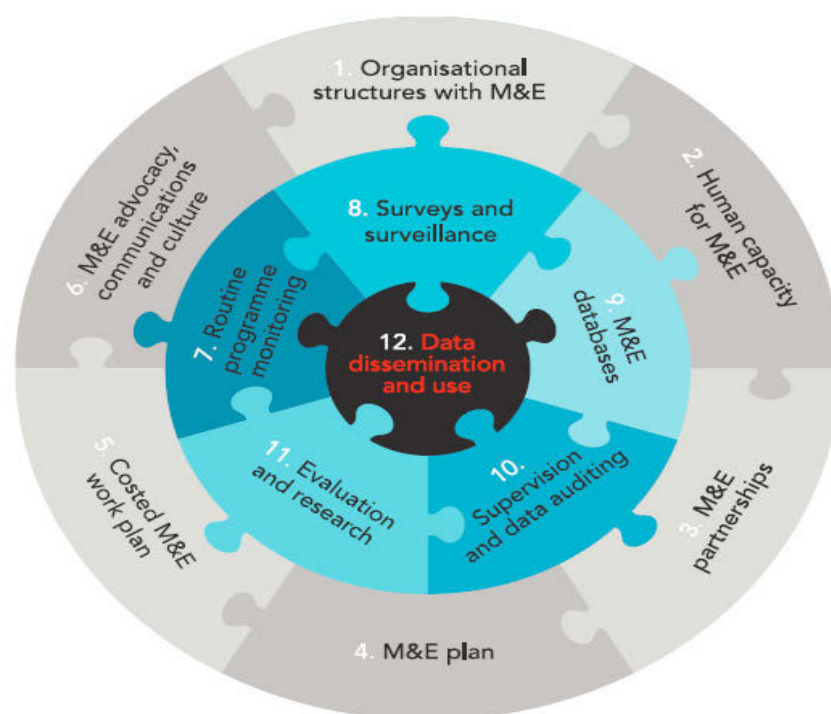 1. Organisational
structures with M&E
2. Human capacity
for M&E
3. M&E
partnerships
4. M&E plan
5. Costed M&E
work plan
6. M&E advocacy,
communications
and culture
7. Routine
programme
monitoring
8. Surveys and
surveillance
9. M&E
databases
10.
Supervision
and data auditing
11. Evaluation
and research
12. Data
dissemination
and use